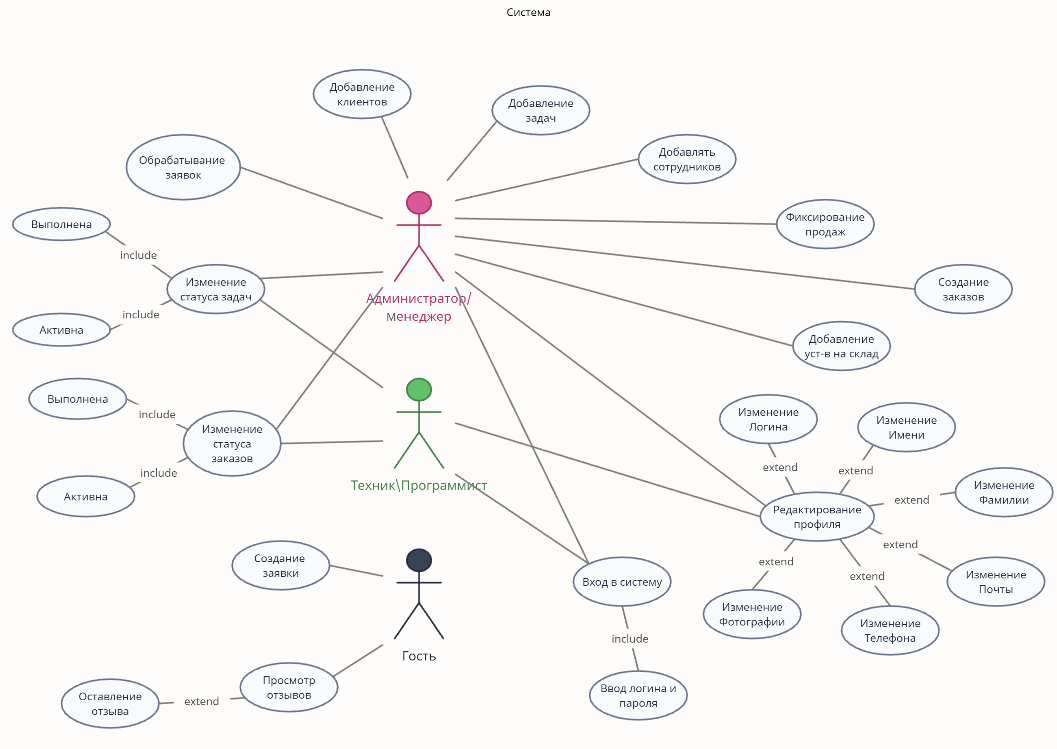 Система
Добавление
клиентов
Добавление
задач
Обрабатывание
заявок
Добавлять
сотрудников
Выполнена
Фиксирование
продаж
include
Изменение
статуса задач
Создание
заказов
Администратор/
Менеджер
include
Активна
Добавление
уст-в на склад
Выполнена
include
Изменение
статуса
заказов
include
Активна
Техник\Программист
Изменение
Логина
Изменение
Имени
extend
extend
Изменение
Фамилии
extend
Редактирование
профиля
extend
Изменение
Почты
extend
extend
Изменение
Фотографии
Изменение
Телефона
Создание
заявки
Вход в систему
include
Гость
Ввод логина и
пароля
Просмотр
отзывов
extend
Оставление
отзыва